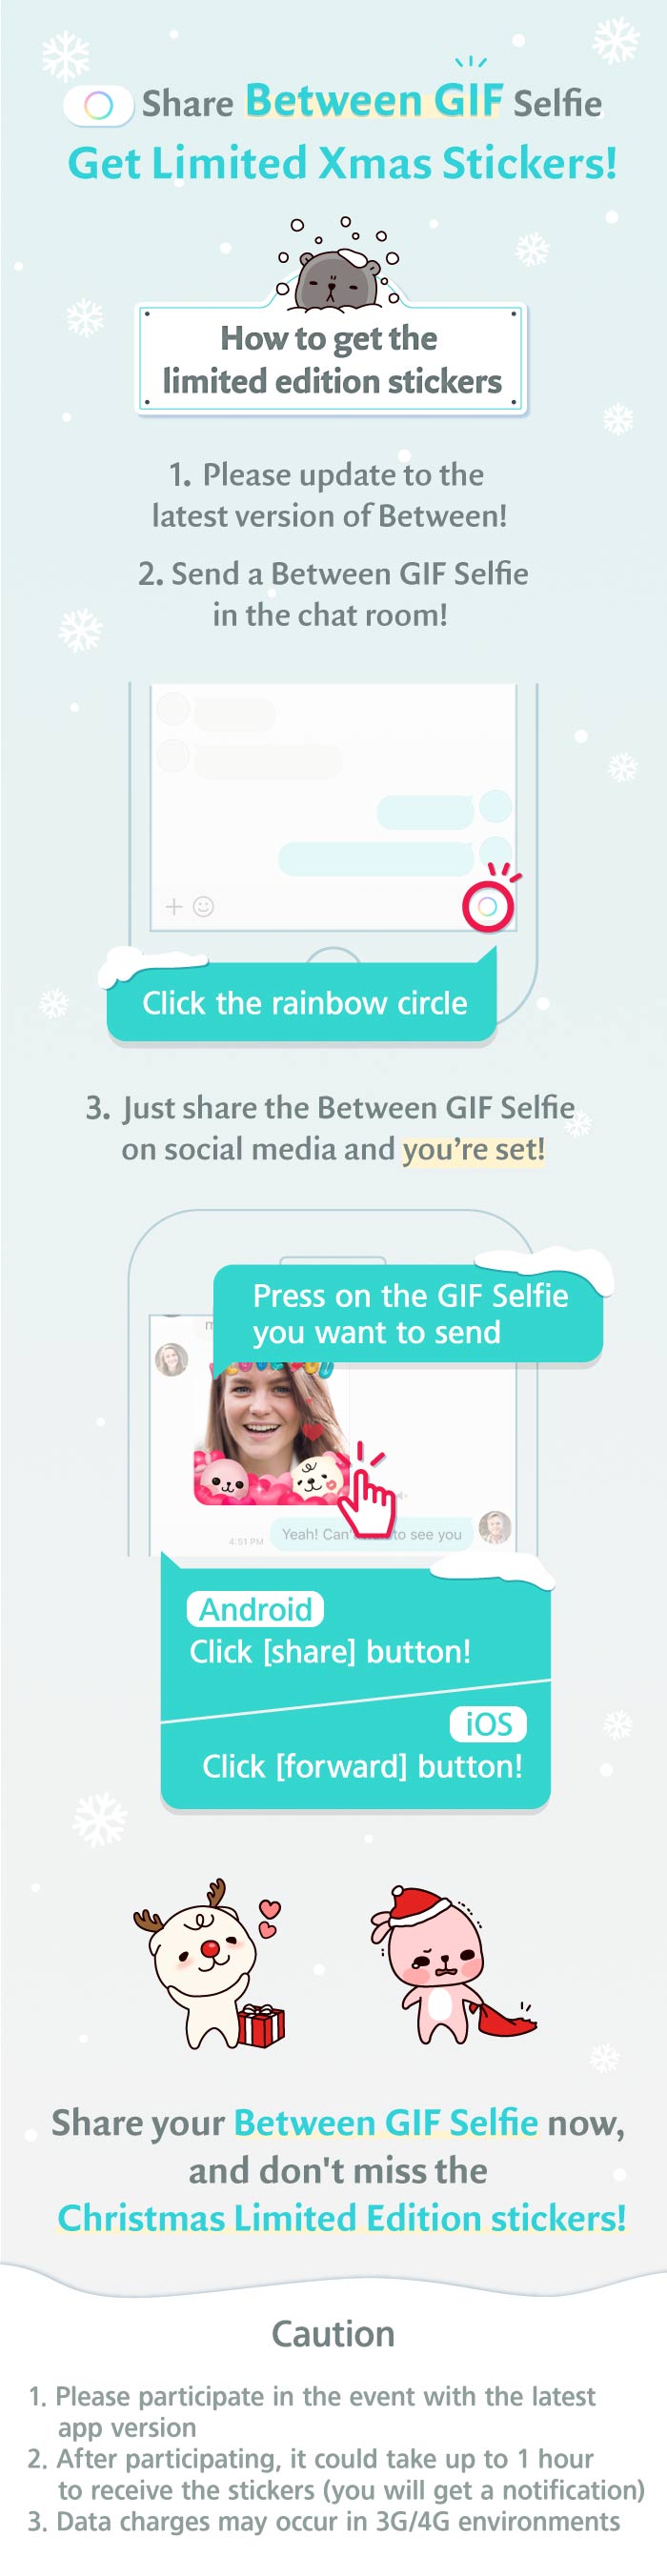 Share Between GIF Selfie
Get Limited Xmas Stickers!
How to get the
limited edition stickers
1. Please update to the
latest version of Between!
2. Send a Between GIF Selfie
in the chat room!
Click the rainbow circle
3. Just share the Between GIF Selfie
on social media and you're set!
Press on the GIF Selfie
you want to send
4:51 PM
Yeah! Can to see you
Android
Click [share] button!
iOS
Click [forward] button!
Share your Between GIF Selfie now,
and don't miss the
Christmas Limited Edition stickers!
Caution
1. Please participate in the event with the latest
app version
2. After participating, it could take up to 1 hour
to receive the stickers (you will get a notification)
3. Data charges may occur in 3G/4G environments